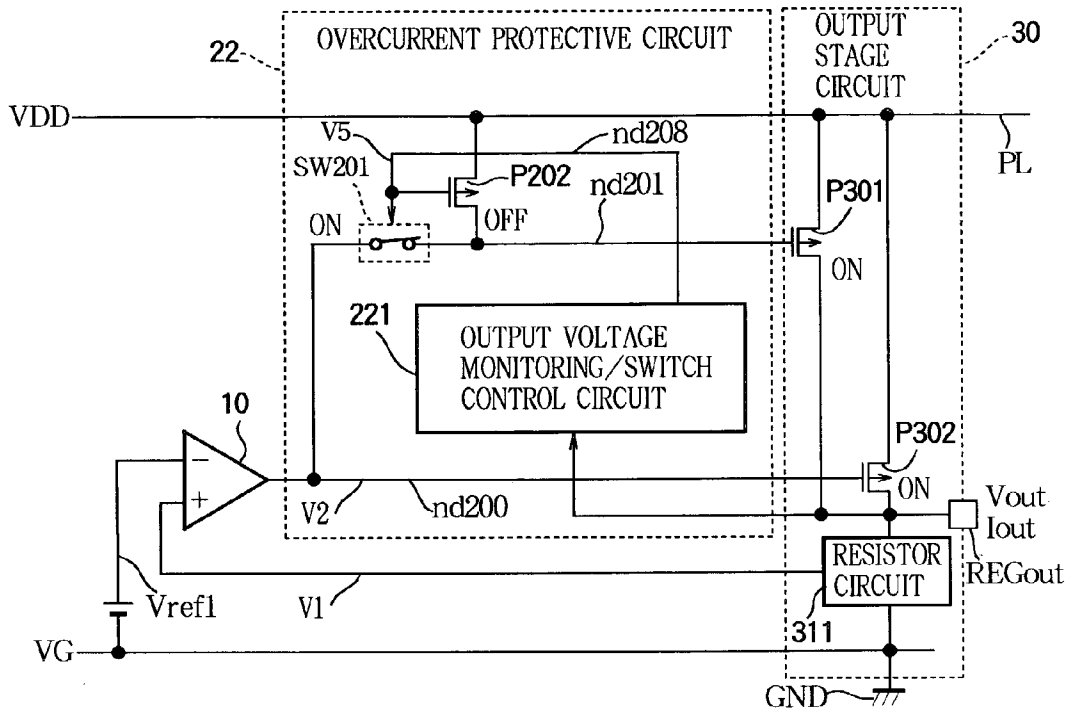 OVERCURRENT PROTECTIVE CIRCUIT
22
OUTPUT
STAGE
CIRCUIT
30
VDD
V5
nd208
PL
SW201
P202
nd201
P301
ON
OFF
ON
221
OUTPUT VOLTAGE
MONITORING/SWITCH
CONTROL CIRCUIT
10
P302
−
+
ON
V2
nd200
Vout
Iout
RESISTOR
CIRCUIT
REGout
V1
Vref1
311
VG
GND